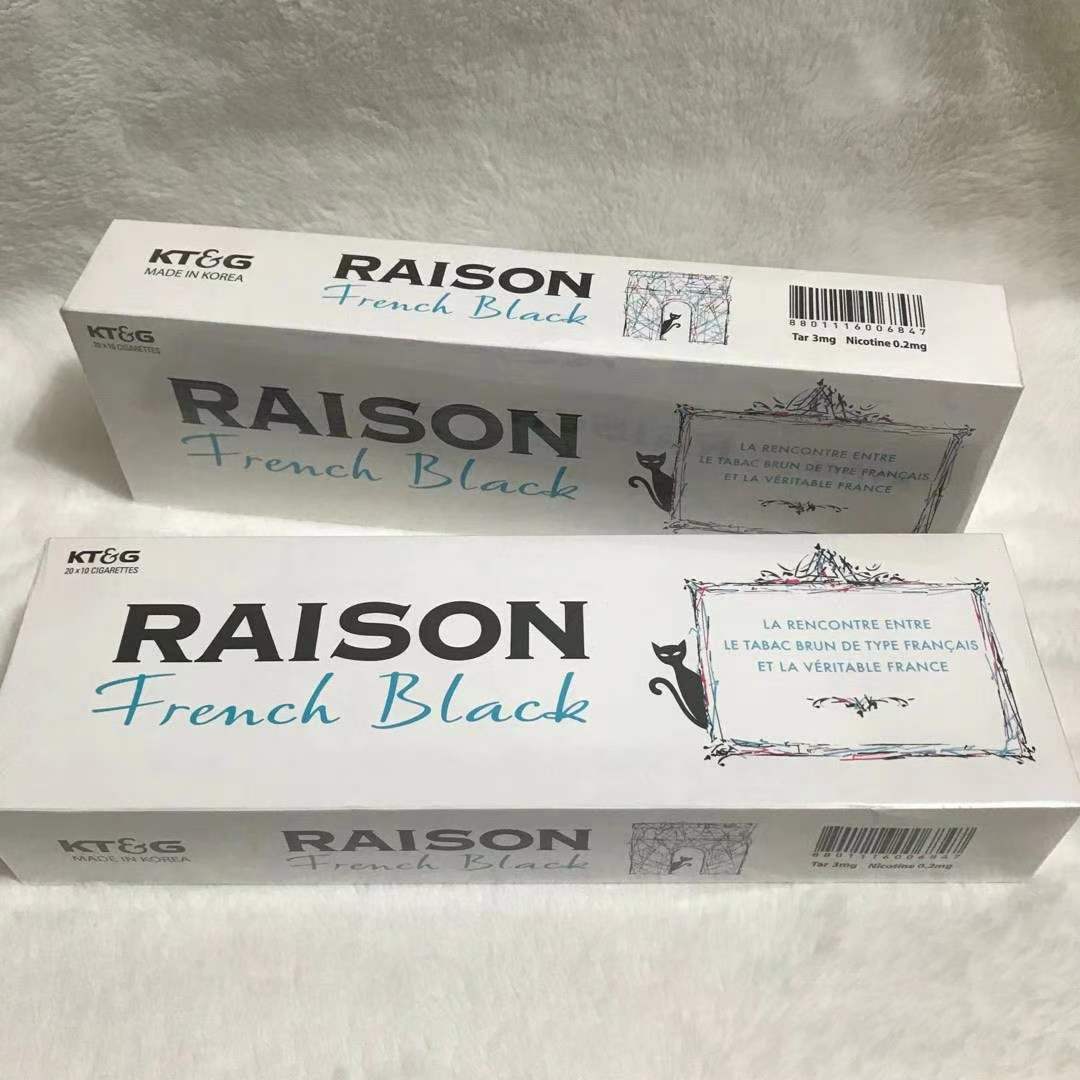 KT&G
MADE IN KOREA
RAISON
French Black
8801116006847
Tar 3mg Nicotine 0.2mg
KT&G
20×10 CIGARETTES
RAISON
French Black
LA RENCONTRE ENTRE
LE TABAC BRUN DE TYPE FRANÇAIS
ET LA VÉRITABLE FRANCE
KT&G
20×10 CIGARETTES
RAISON
French Black
LA RENCONTRE ENTRE
LE TABAC BRUN DE TYPE FRANÇAIS
ET LA VÉRITABLE FRANCE
KT&G
MADE IN KOREA
RAISON
French Black
8801116006847
Tar 3mg Nicotine 0.2mg